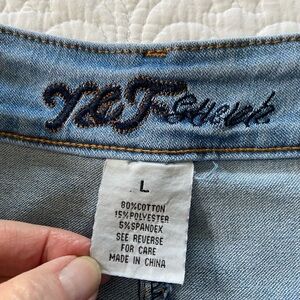 L
80%COTTON
15%POLYESTER
5%SPANDEX
SEE REVERSE
FOR CARE
MADE IN CHINA